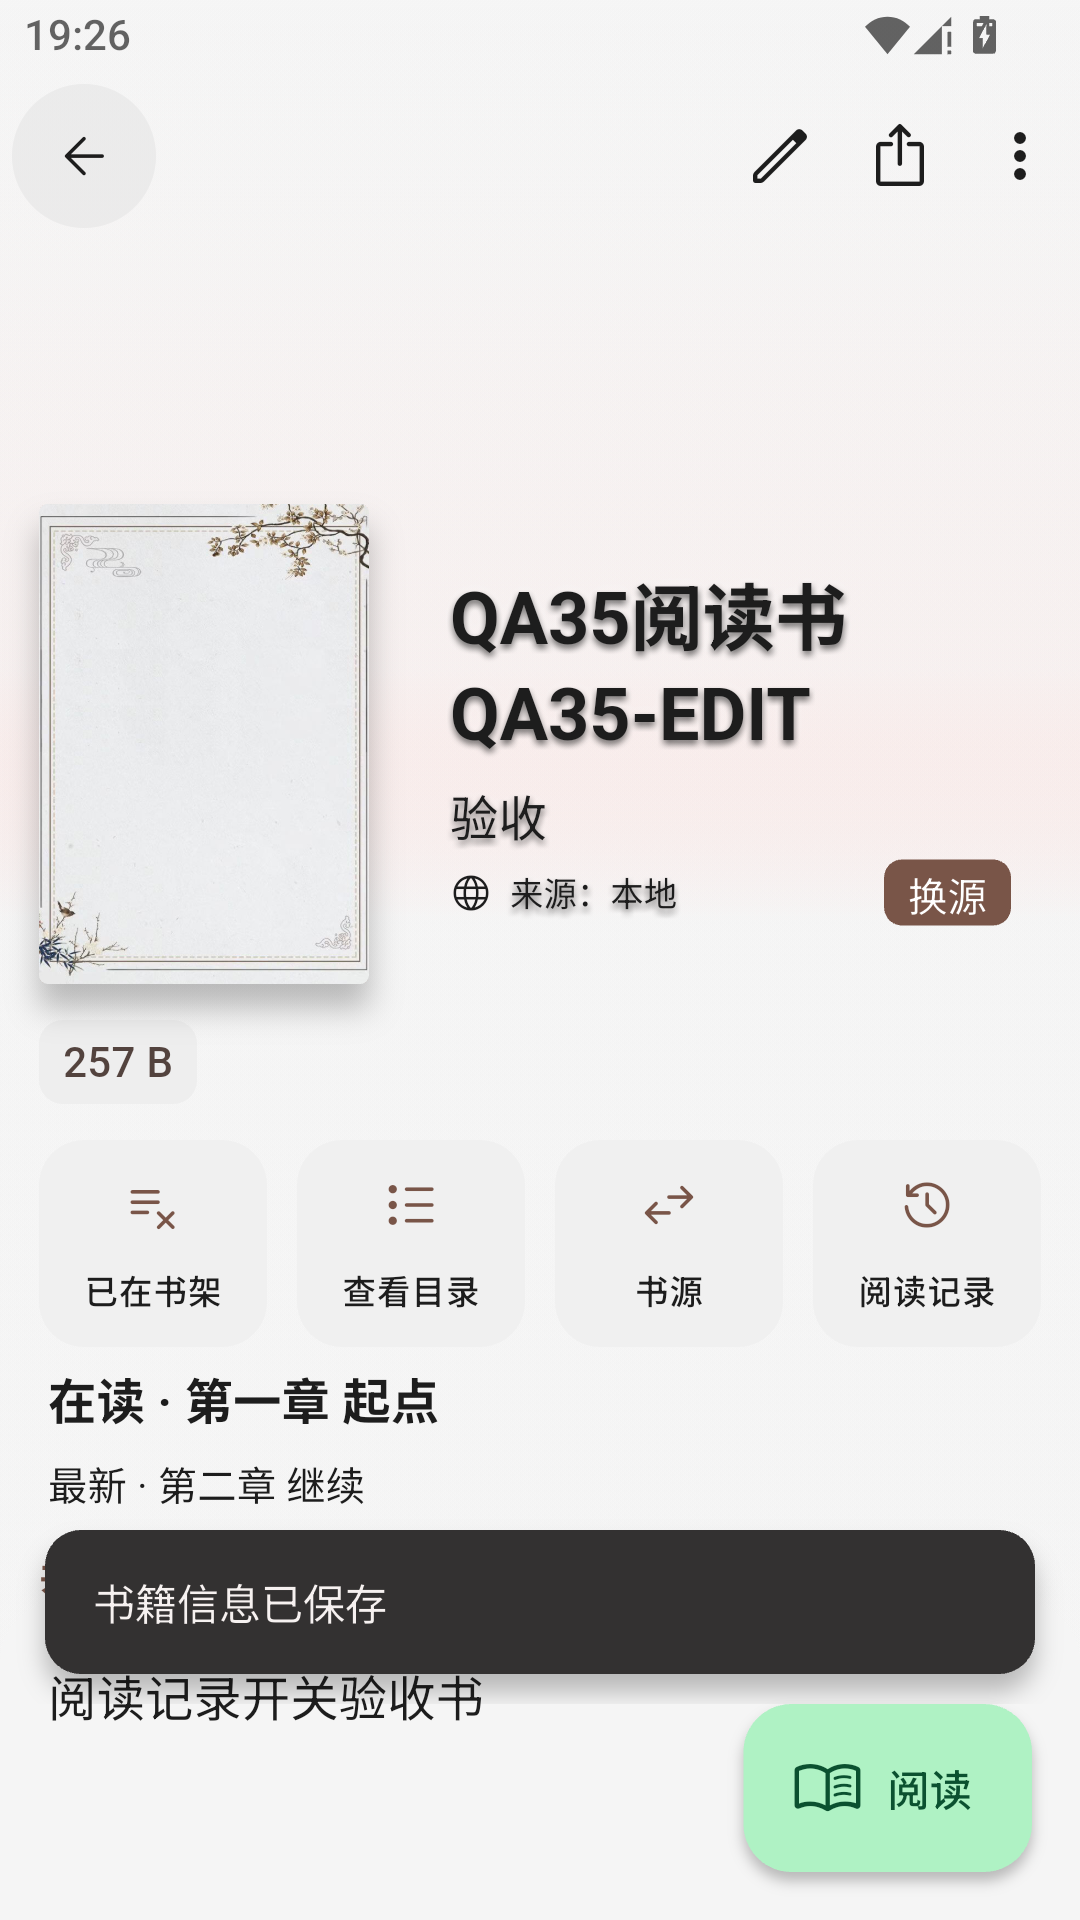 19:26
QA35阅读书
QA35-EDIT
验收
来源：本地
换源
257 B
已在书架
查看目录
书源
阅读记录
在读 · 第一章 起点
最新 · 第二章 继续
书籍信息已保存
阅读记录开关验收书
阅读